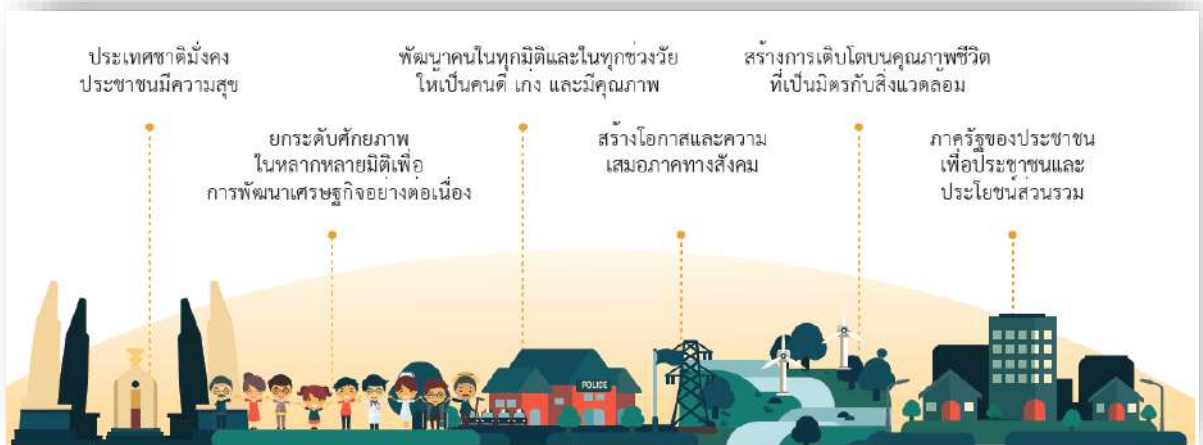 ประเทศชาติมั่งคง
ประชาชนมีความสุข
ยกระดับศักยภาพ
ในหลากหลายมิติเพื่อ
การพัฒนาเศรษฐกิจอย่างต่อเนื่อง
พัฒนาคนในทุกมิติและในทุกช่วงวัย
ให้เป็นคนดี เก่ง และมีคุณภาพ
สร้างโอกาสและความ
เสมอภาคทางสังคม
สร้างการเติบโตบนคุณภาพชีวิต
ที่เป็นมิตรกับสิ่งแวดล้อม
ภาครัฐของประชาชน
เพื่อประชาชนและ
ประโยชน์ส่วนรวม
POLICE